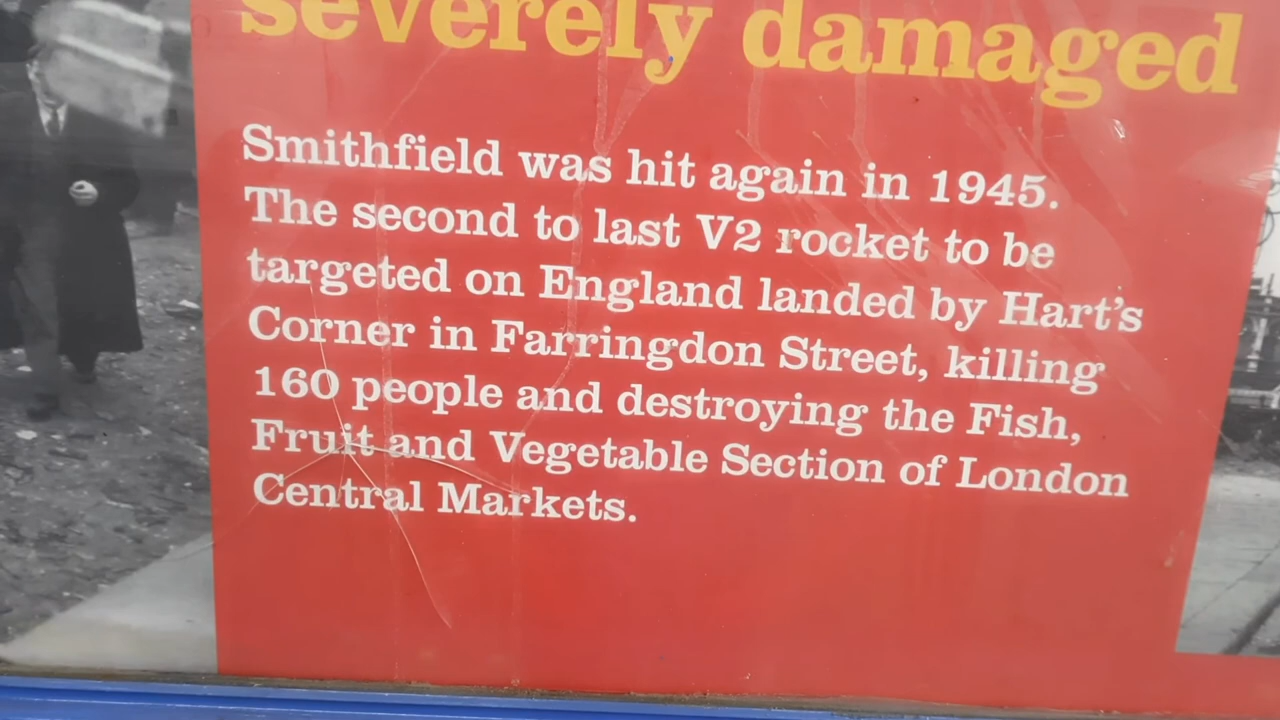 severely damaged
Smithfield was hit again in 1945.
The second to last V2 rocket to be
targeted on England landed by Hart's
Corner in Farringdon Street, killing
160 people and destroying the Fish,
Fruit and Vegetable Section of London
Central Markets.